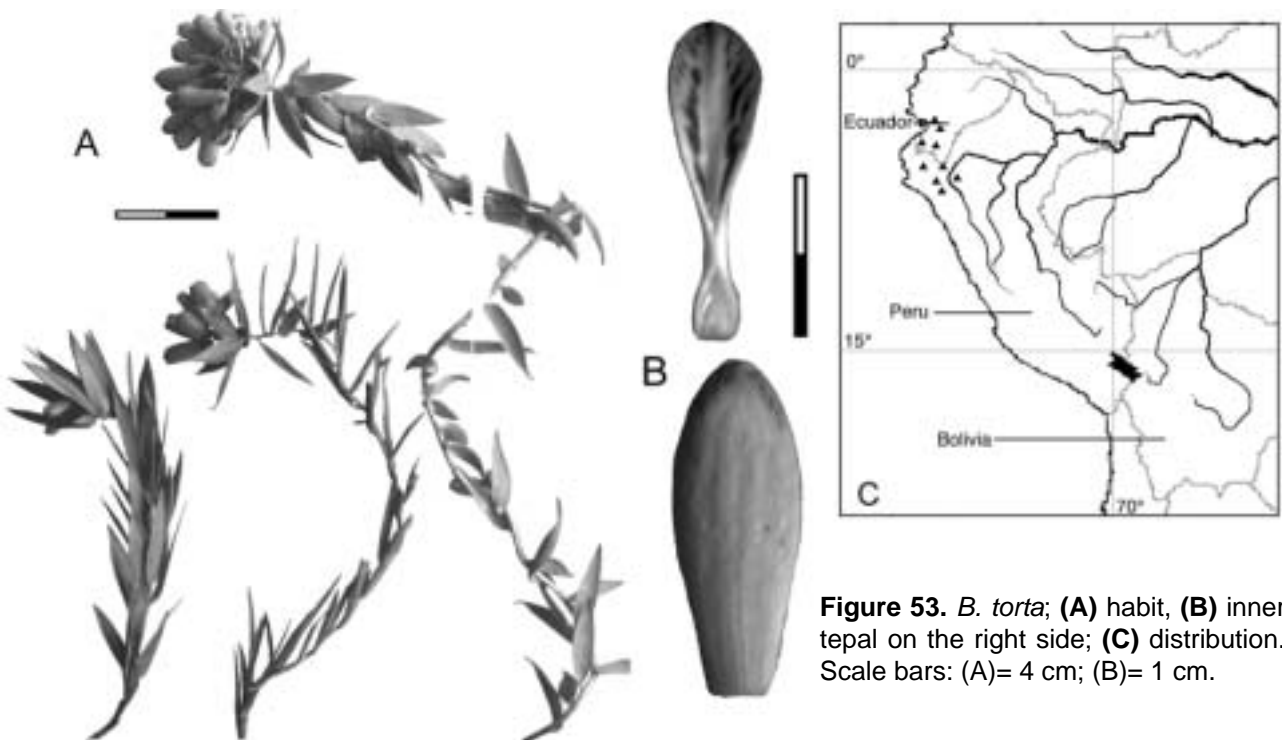 A
B
0°
Ecuador
Peru
15°
Bolivia
C
70°
Figure 53. B. torta; (A) habit, (B) inner
tepal on the right side; (C) distribution.
Scale bars: (A)= 4 cm; (B)= 1 cm.